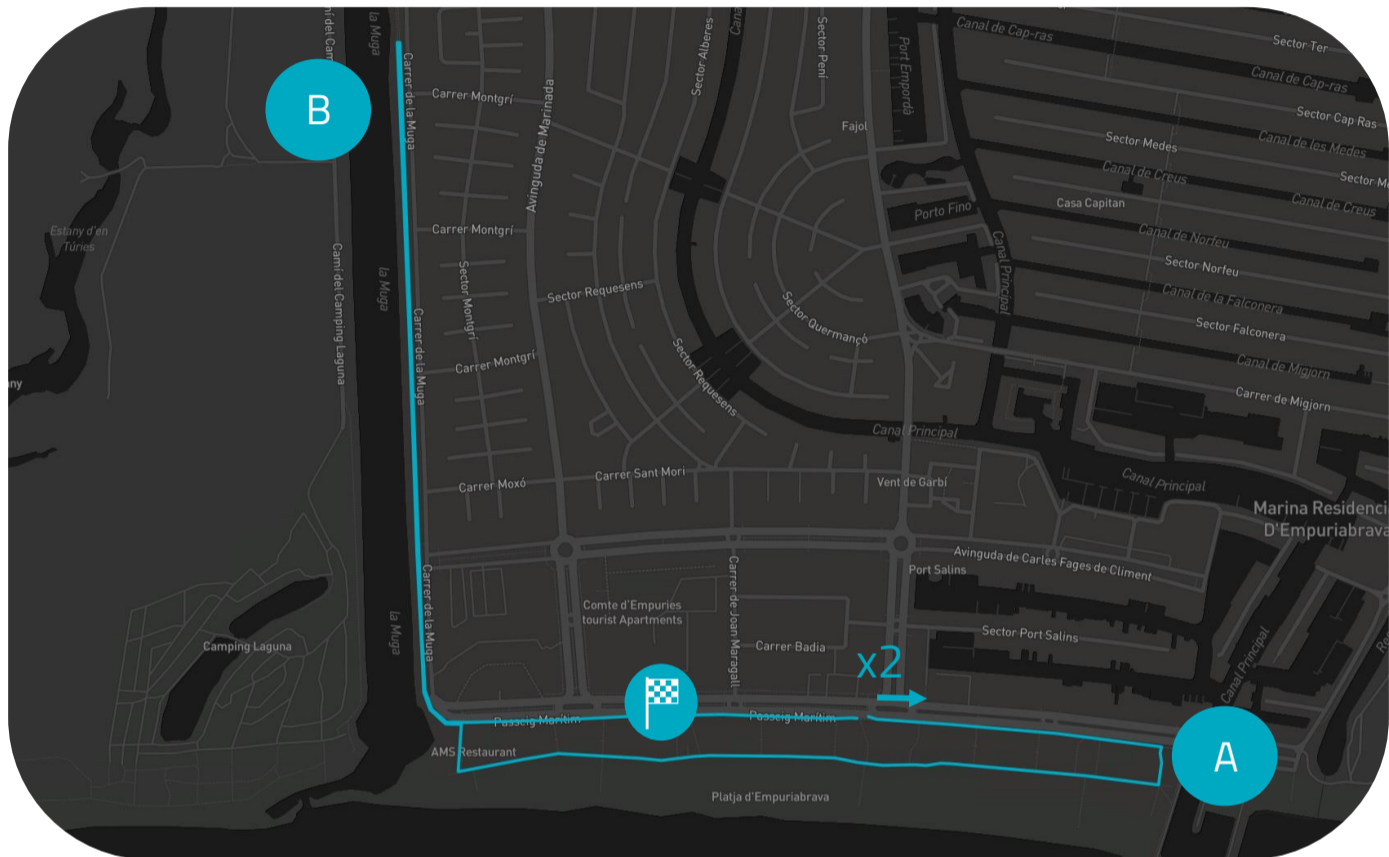 la Muga
Camí del Cam
Carrer de la Muga
Carrer Montgrí
Avinguda de Marinada
Sector Alberes
Sector Pení
Port Empordà
Canal de Cap-ras
Sector Ter
Canal de Cap-ras
Sector Cap Ras
B
Fajol
Sector Medes
Canal de les Medes
Canal de Creus
Sector M
Canal de Creus
Casa Capitan
Porto Fino
Canal de Norfeu
Estany d'en
Túries
Camí del Camping Laguna
la Muga
Carrer Montgrí
Sector Montgrí
Sector Requesens
Sector Quermançó
Canal Principal
Sector Norfeu
Canal de la Falconera
Sector Falconera
Canal de Migjorn
Carrer de la Muga
Carrer Montgrí
Sector Requesens
Carrer de Migjorn
any
Canal Principal
Carrer Moxó
Carrer Sant Mori
Vent de Garbí
Canal Principal
Marina Residenci
D'Empuriabrava
Avinguda de Carles Fages de Climent
Port Salins
Carrer de la Muga
la Muga
Comte d'Empuries
tourist Apartments
Carrer de Joan Maragall
Carrer Badia
Sector Port Salins
Canal Principal
Camping Laguna
x2
Passeig Marítim
Passeig Marítim
AMS Restaurant
A
Platja d'Empuriabrava